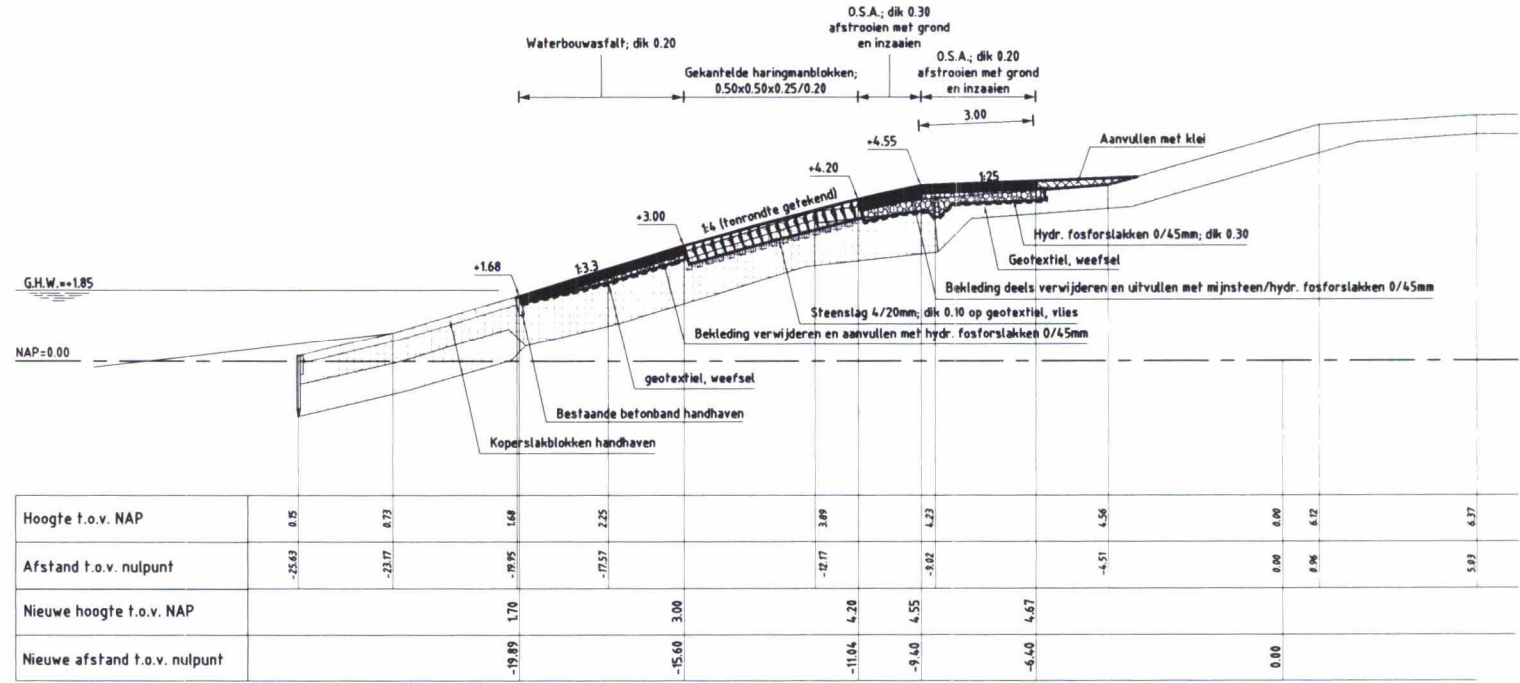 O.S.A.; dik 0.30
afstrooien met grond
en inzaaien
Waterbouwasfalt; dik 0.20
O.S.A.; dik 0.20
afstrooien met grond
en inzaaien
Gekantelde haringmanblokken;
0.50x0.50x0.25/0.20
3.00
+4.55
Aanvullen met klei
+4.20
1:25
1:4 (tonrondte getekend)
+3.00
Hydr. fosforslakken 0/45mm; dik 0.30
Geotextiel, weefsel
+1.68
1:3.3
G.H.W.=+1.85
Bekleding deels verwijderen en uitvullen met mijnsteen/hydr. fosforslakken 0/45mm
Steenslag 4/20mm; dik 0.10 op geotextiel, vlies
Bekleding verwijderen en aanvullen met hydr. fosforslakken 0/45mm
NAP=0.00
geotextiel, weefsel
Bestaande betonband handhaven
Koperslakblokken handhaven
Hoogte t.o.v. NAP 0.15 0.73 1.68 2.25 3.89 4.23 4.56 0.00 6.12 6.37
Afstand t.o.v. nulpunt -25.63 -23.17 -19.95 -17.57 -12.17 -9.02 -4.51 0.00 0.96 5.03
Nieuwe hoogte t.o.v. NAP 1.70 3.00 4.20 4.55 4.67
Nieuwe afstand t.o.v. nulpunt -19.89 -15.60 -11.04 -9.40 -6.40 0.00